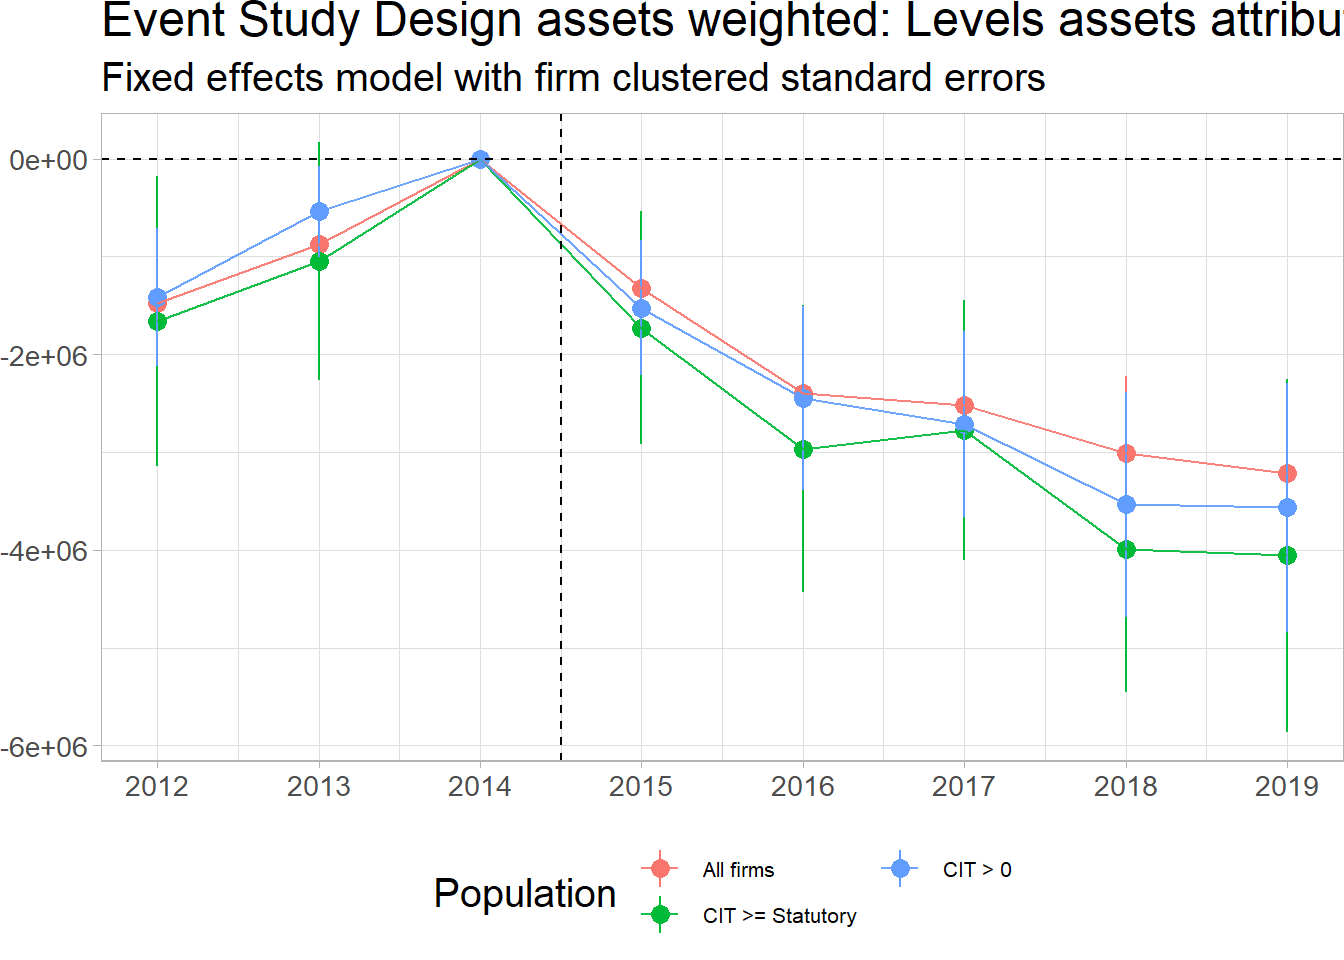 Event Study Design assets weighted: Levels assets attribu
Fixed effects model with firm clustered standard errors
0e+00
-2e+06
-4e+06
-6e+06
2012 2013 2014 2015 2016 2017 2018 2019
Population
All firms
CIT > 0
CIT >= Statutory